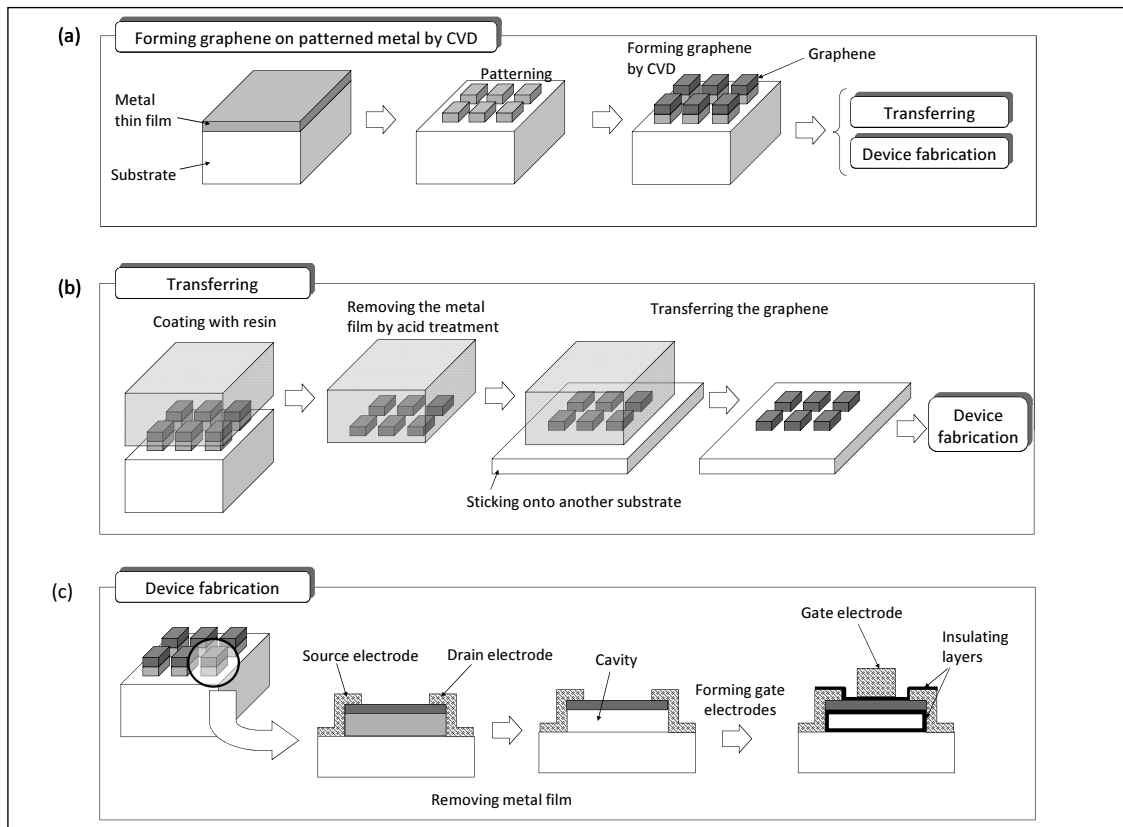 (a)
Forming graphene on patterned metal by CVD
Metal
thin film
Substrate
Patterning
Forming graphene
by CVD
Graphene
Transferring
Device fabrication
(b)
Transferring
Coating with resin
Removing the metal
film by acid treatment
Transferring the graphene
Sticking onto another substrate
Device
fabrication
(c)
Device fabrication
Source electrode
Drain electrode
Cavity
Forming gate
electrodes
Gate electrode
Insulating
layers
Removing metal film